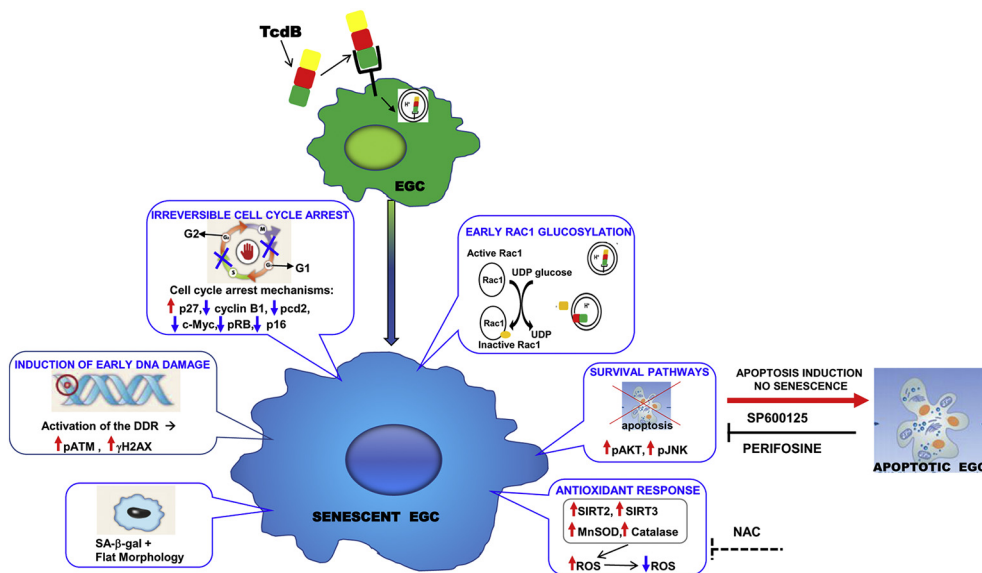 TcdB
H⁺
EGC
IRREVERSIBLE CELL CYCLE ARREST
G2
M
S
G1
Cell cycle arrest mechanisms:
p27, cyclin B1, pcd2,
c-Myc, pRB, p16
EARLY RAC1 GLUCOSYLATION
Active Rac1
H⁺
Rac1
UDP glucose
H⁺
Rac1
UDP
Inactive Rac1
INDUCTION OF EARLY DNA DAMAGE
Activation of the DDR →
pATM , γH2AX
SURVIVAL PATHWAYS
apoptosis
pAKT, pJNK
APOPTOSIS INDUCTION
NO SENESCENCE
SP600125
PERIFOSINE
APOPTOTIC EGC
SA-β-gal +
Flat Morphology
SENESCENT EGC
ANTIOXIDANT RESPONSE
SIRT2, SIRT3
MnSOD, Catalase
ROS → ROS
NAC